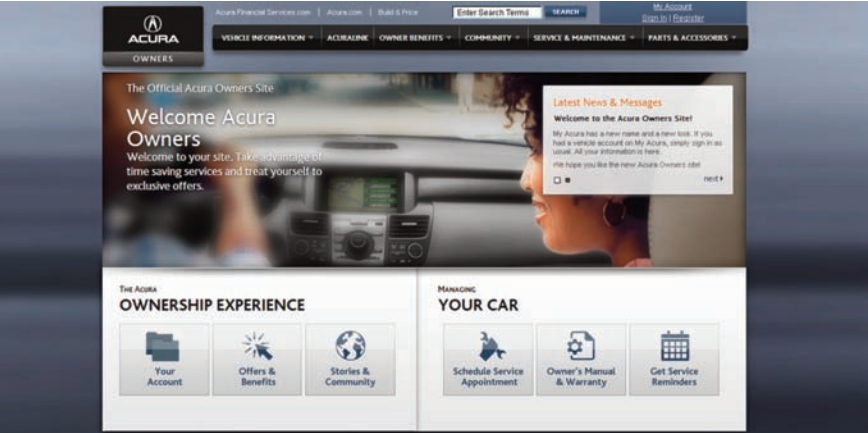 Acura Financial Services.com | Acura.com | Build & Price
Enter Search Terms
SEARCH
My Account
Sign In | Register
ACURA
OWNERS
VEHICLE INFORMATION
ACURALINK
OWNER BENEFITS
COMMUNITY
SERVICE & MAINTENANCE
PARTS & ACCESSORIES
The Official Acura Owners Site
Welcome Acura
Owners
Welcome to your site. Take advantage of
time saving services and treat yourself to
exclusive offers.
Latest News & Messages
Welcome to the Acura Owners Site!
My Acura has a new name and a new look. If you
had a vehicle account on My Acura, simply sign in as
usual. All your information is here.
We hope you like the new Acura Owners site!
next
THE ACURA
OWNERSHIP EXPERIENCE
Your
Account
Offers &
Benefits
Stories &
Community
MANAGING
YOUR CAR
Schedule Service
Appointment
Owner's Manual
& Warranty
Get Service
Reminders